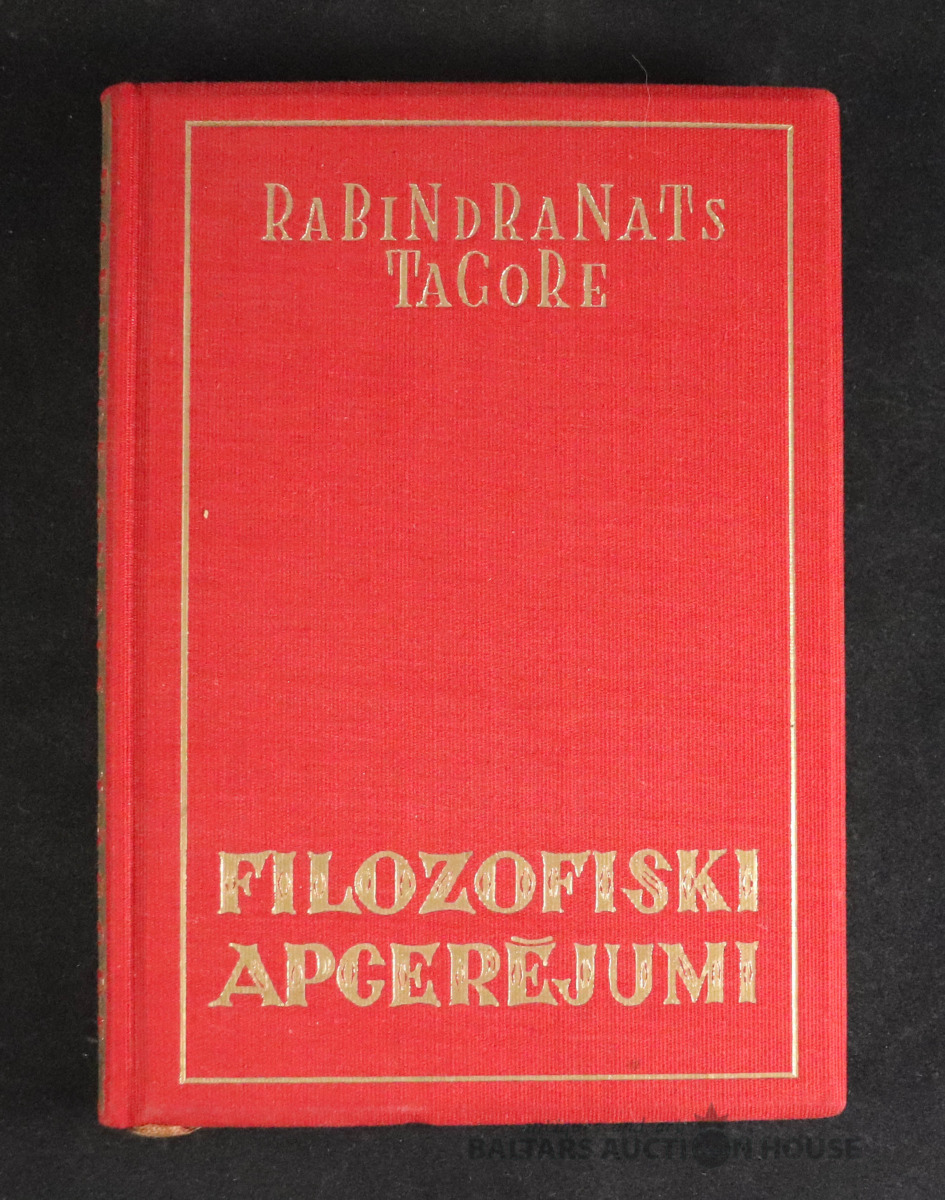 RABINDRANATS
TAGORE
FILOZOFISKI
APCERĒJUMI
BALTARS AUCTION HOUSE